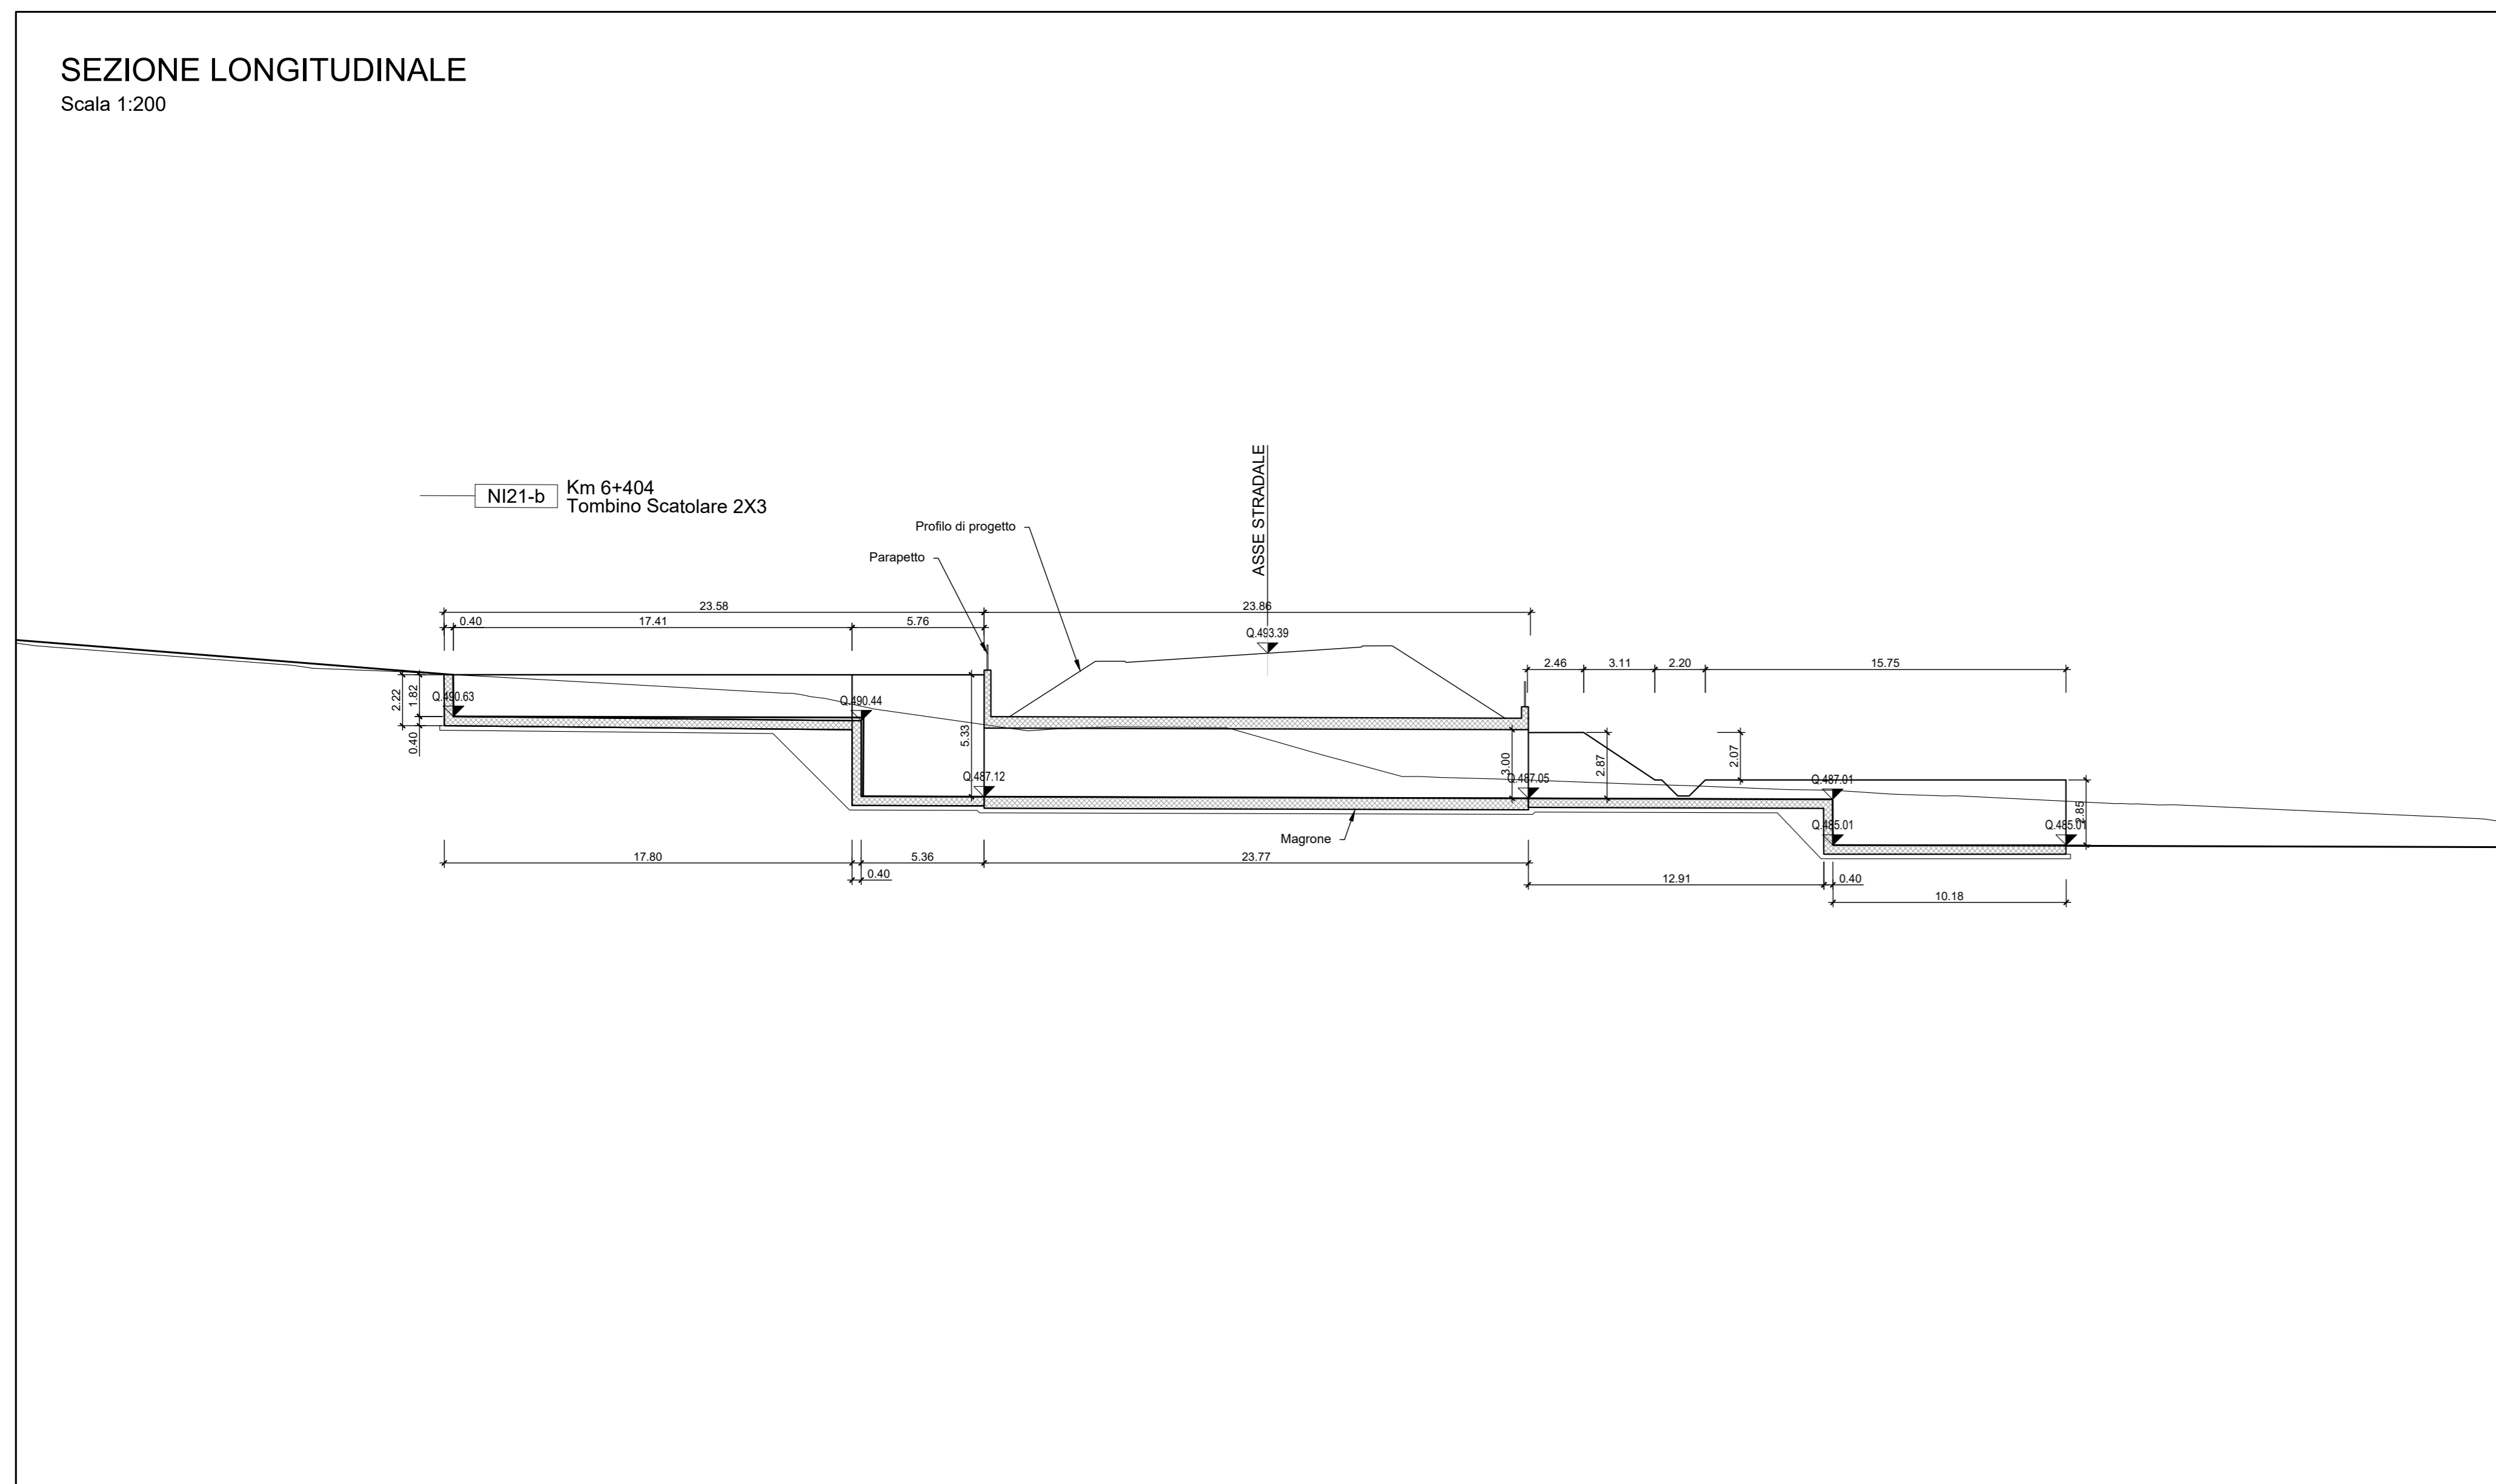 SEZIONE LONGITUDINALE
Scala 1:200
ASSE STRADALE
NI21-b
Km 6+404
Tombino Scatolare 2X3
Profilo di progetto
Parapetto
23.58
23.86
0.40
17.41
5.76
Q.493.39
2.46
3.11
2.20
15.75
2.22
1.82
0.40
Q.490.63
Q.490.44
5.33
3.00
2.87
2.07
Q.487.12
Q.487.05
Q.487.01
2.85
Q.485.01
Q.485.01
Magrone
17.80
5.36
23.77
0.40
12.91
0.40
10.18